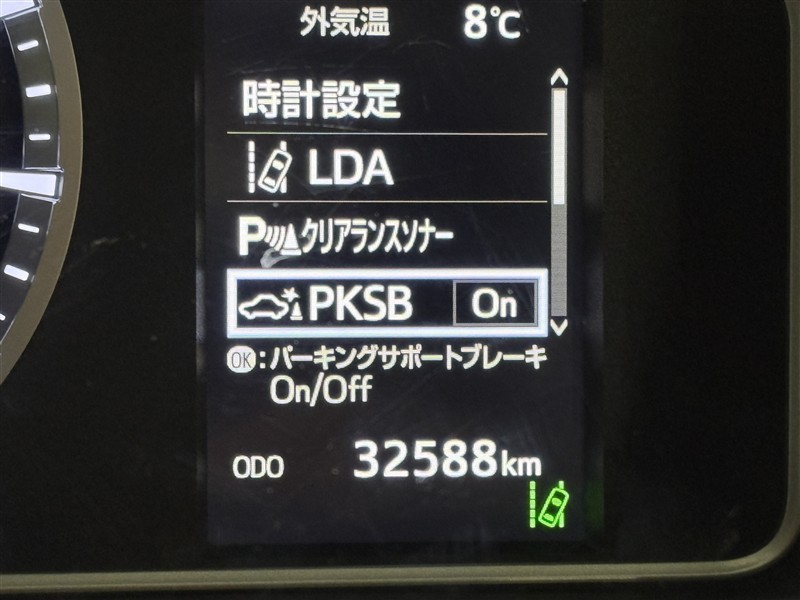 外気温 8℃
時計設定
LDA
Pクリアランスソナー
PKSB On
OK:パーキングサポートブレーキ
On/Off
ODO 32588km